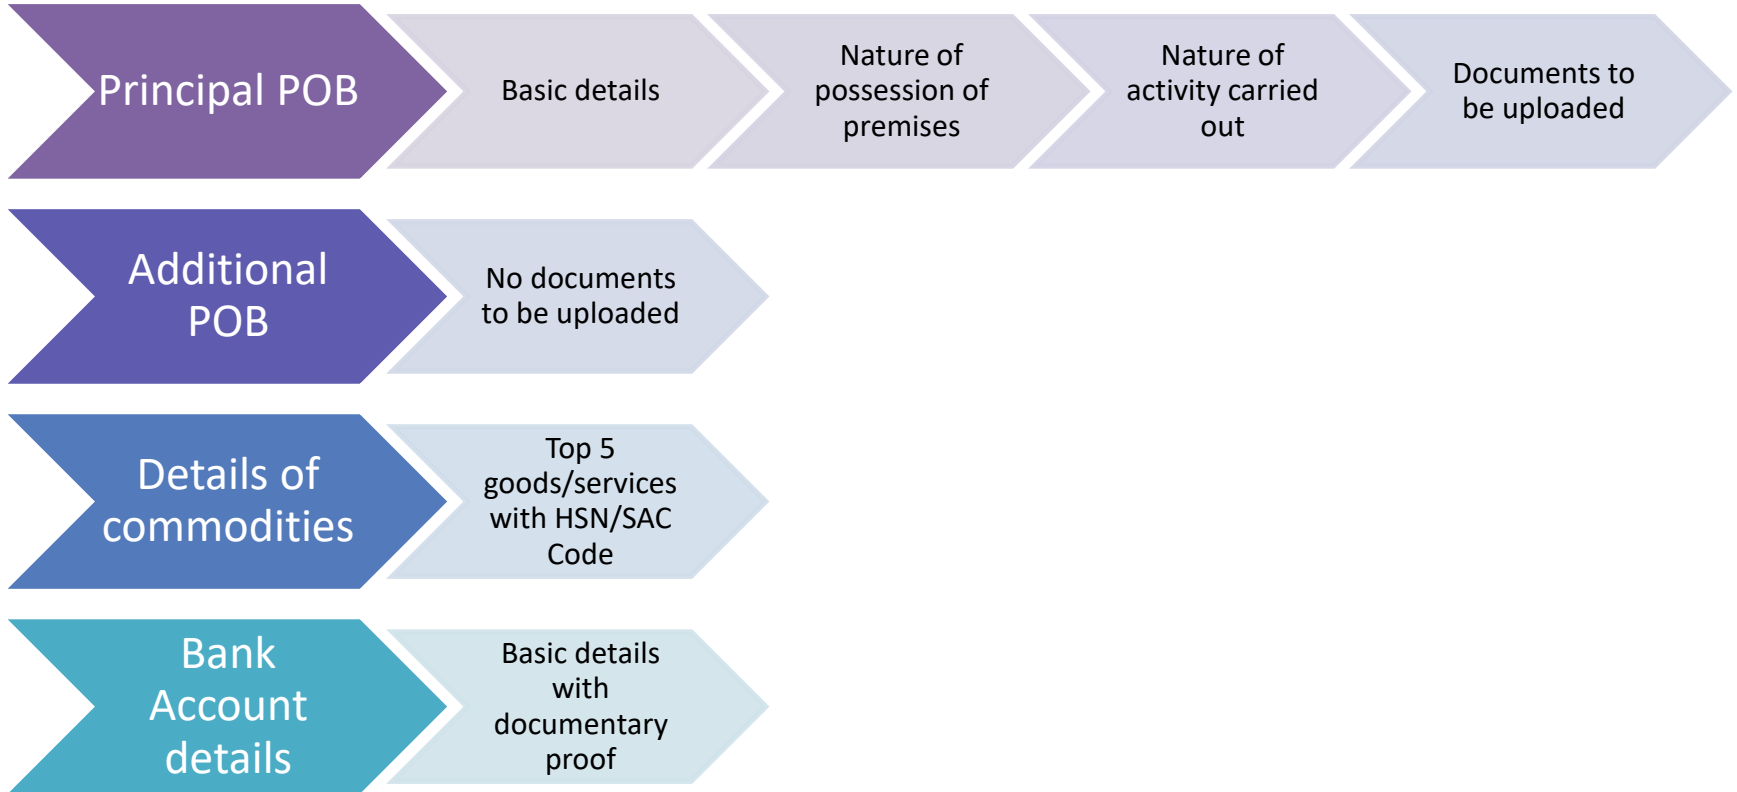 Principal POB
Basic details
Nature of
possession of
premises
Nature of
activity carried
out
Documents to
be uploaded
Additional
POB
No documents
to be uploaded
Details of
commodities
Top 5
goods/services
with HSN/SAC
Code
Bank
Account
details
Basic details
with
documentary
proof